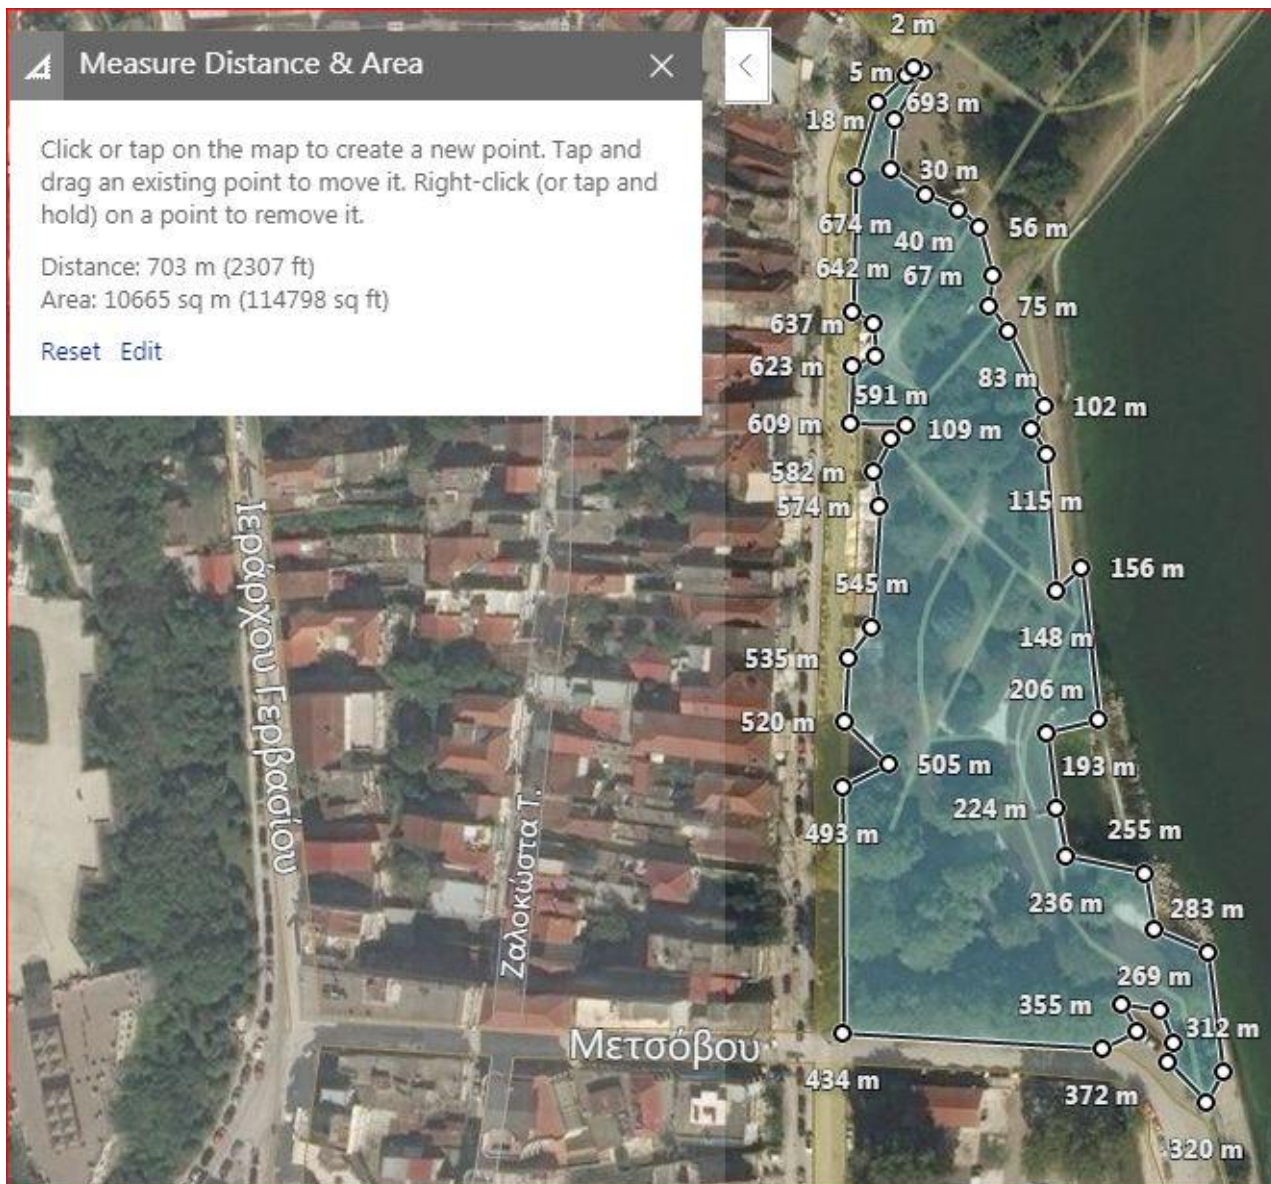 Measure Distance & Area
Click or tap on the map to create a new point. Tap and
drag an existing point to move it. Right-click (or tap and
hold) on a point to remove it.
Distance: 703 m (2307 ft)
Area: 10665 sq m (114798 sq ft)
Reset Edit
2 m
5 m
693 m
18 m
30 m
674 m
40 m
56 m
642 m
67 m
75 m
637 m
623 m
83 m
591 m
102 m
609 m
109 m
582 m
574 m
115 m
156 m
545 m
148 m
535 m
206 m
520 m
505 m
193 m
224 m
493 m
255 m
236 m
283 m
269 m
355 m
312 m
434 m
372 m
320 m
Ιεράρχου Γερβασίου
Ζαλοκώστα Τ.
Μετσόβου